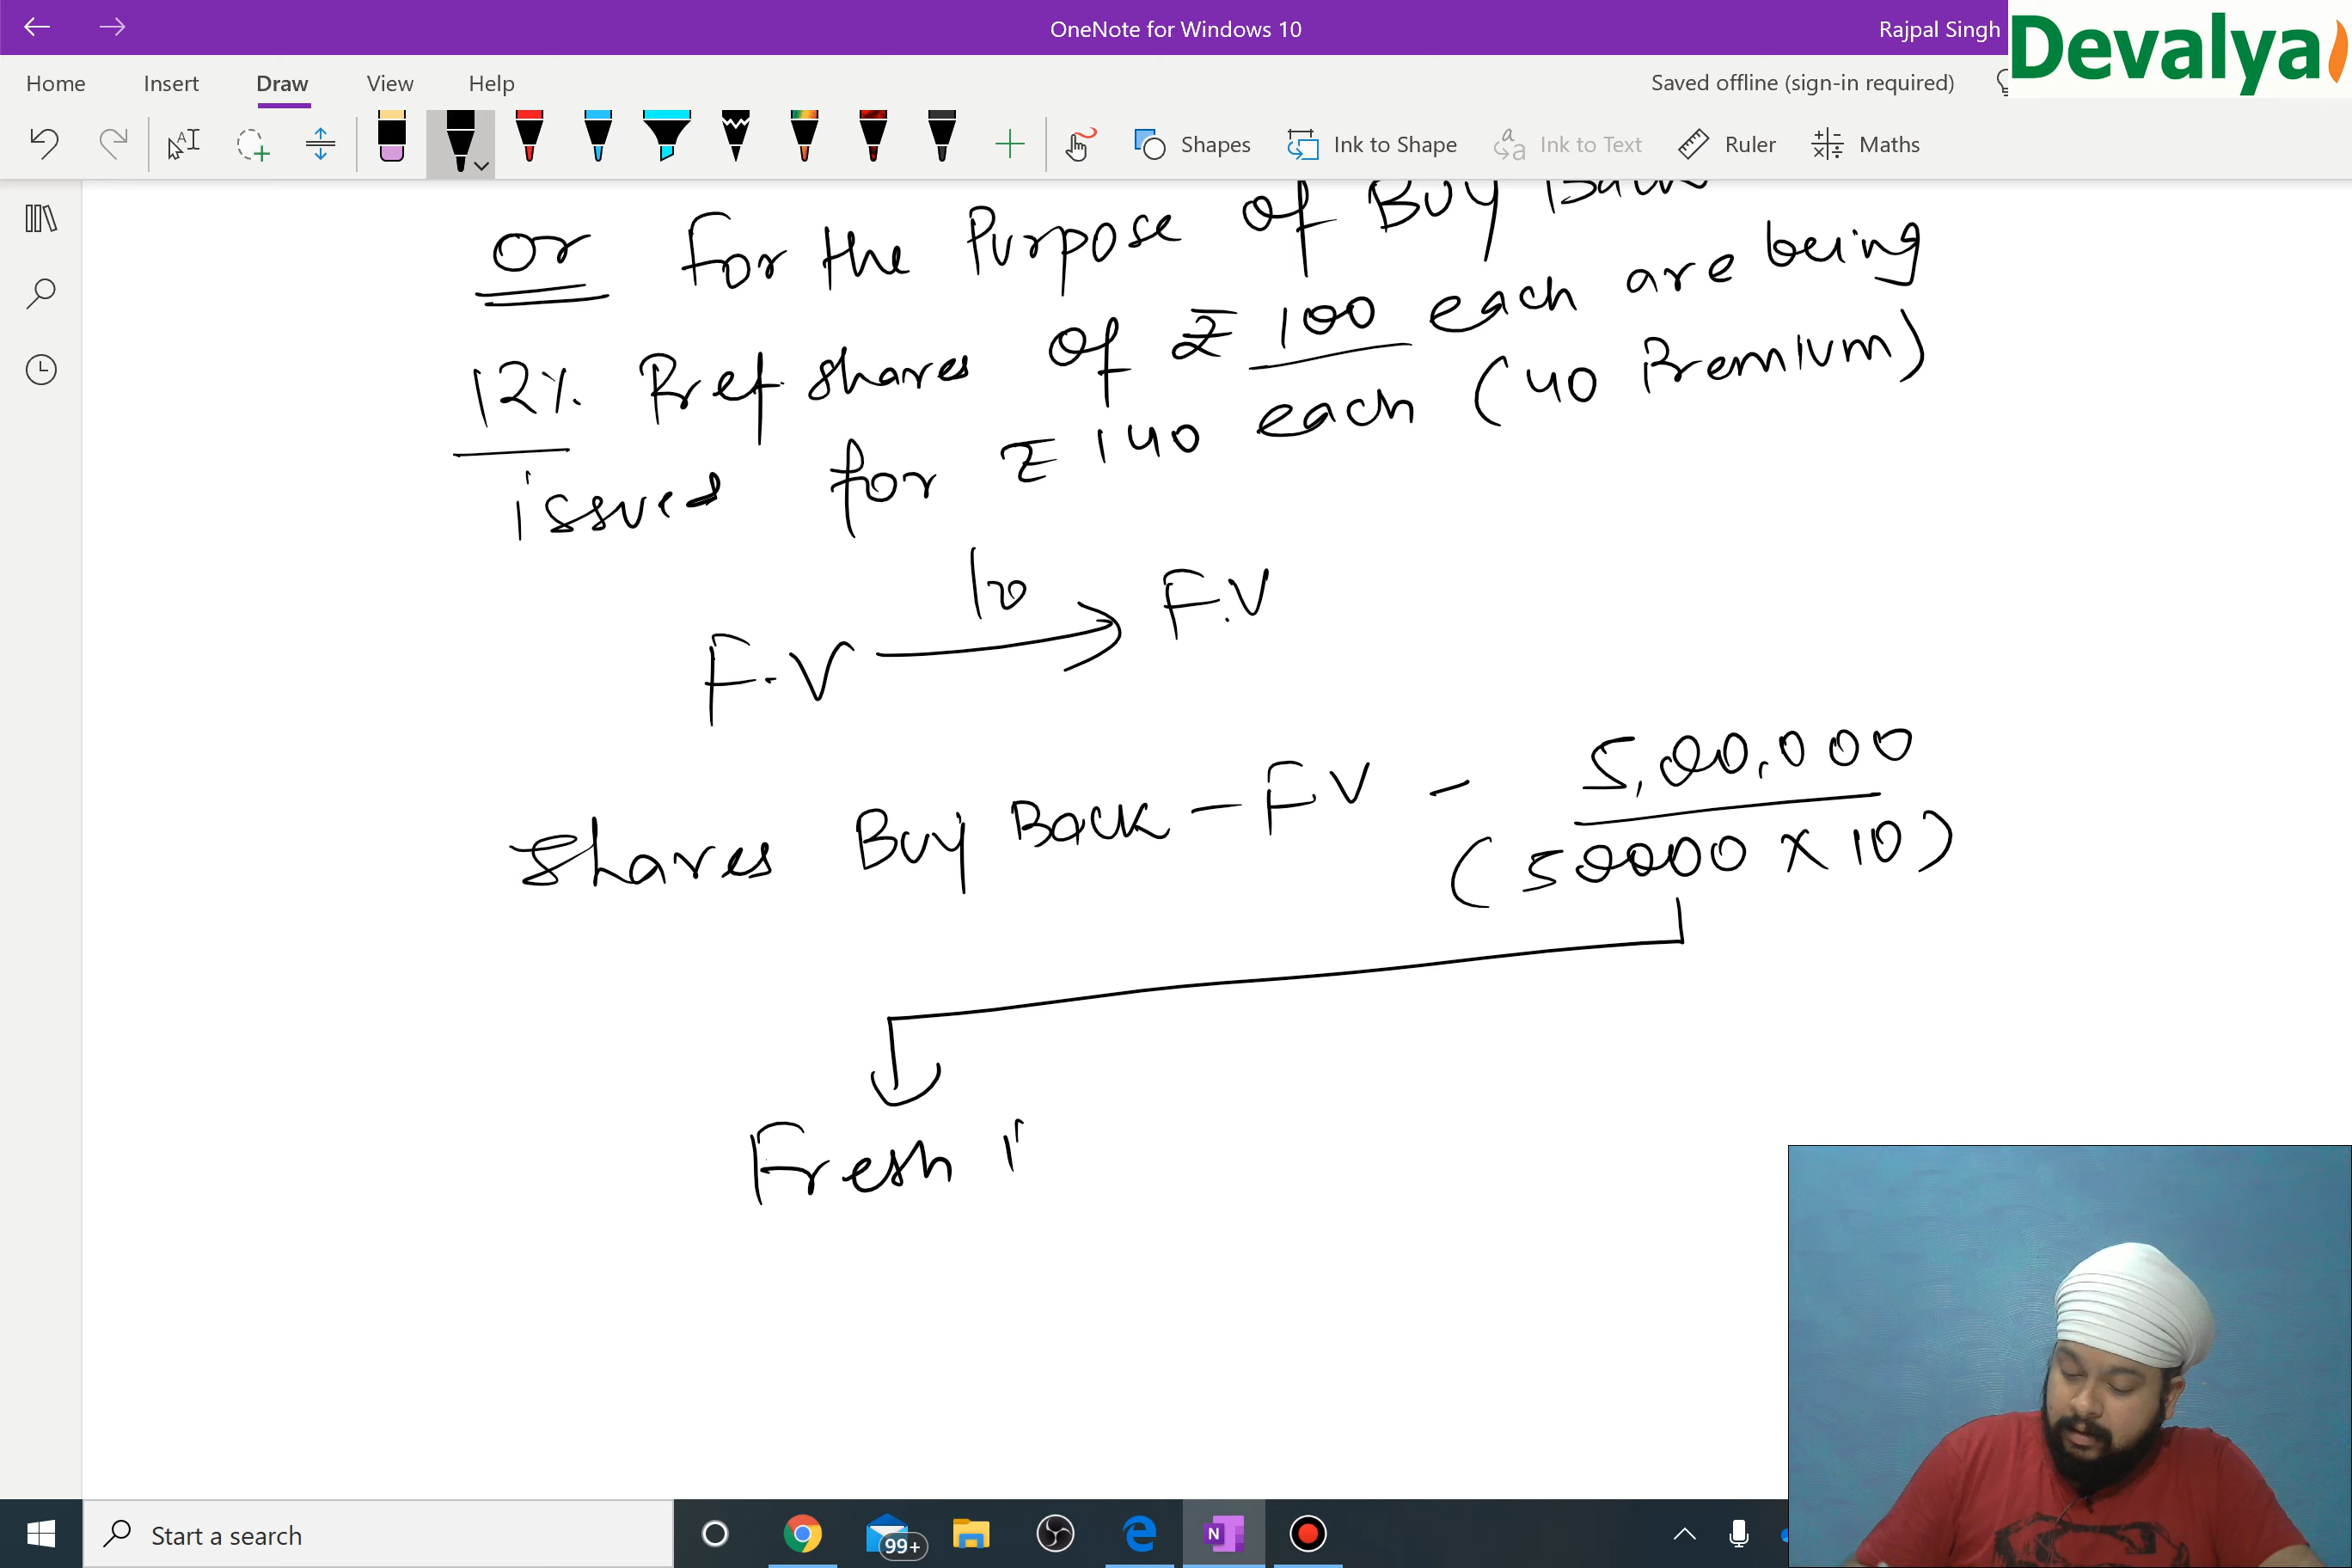 OneNote for Windows 10
Rajpal Singh
Devalya
Home Insert Draw View Help
Saved offline (sign-in required)
Shapes Ink to Shape Ink to Text Ruler Maths
or For the Purpose of Buy Back
12% Pref shares of ₹ 100 each are being
issued for ₹ 140 each (40 Premium)
100
F.V → F.V
Shares Buy Back - FV - 5,00,000
(50000 × 10)
Fresh
Start a search
99+